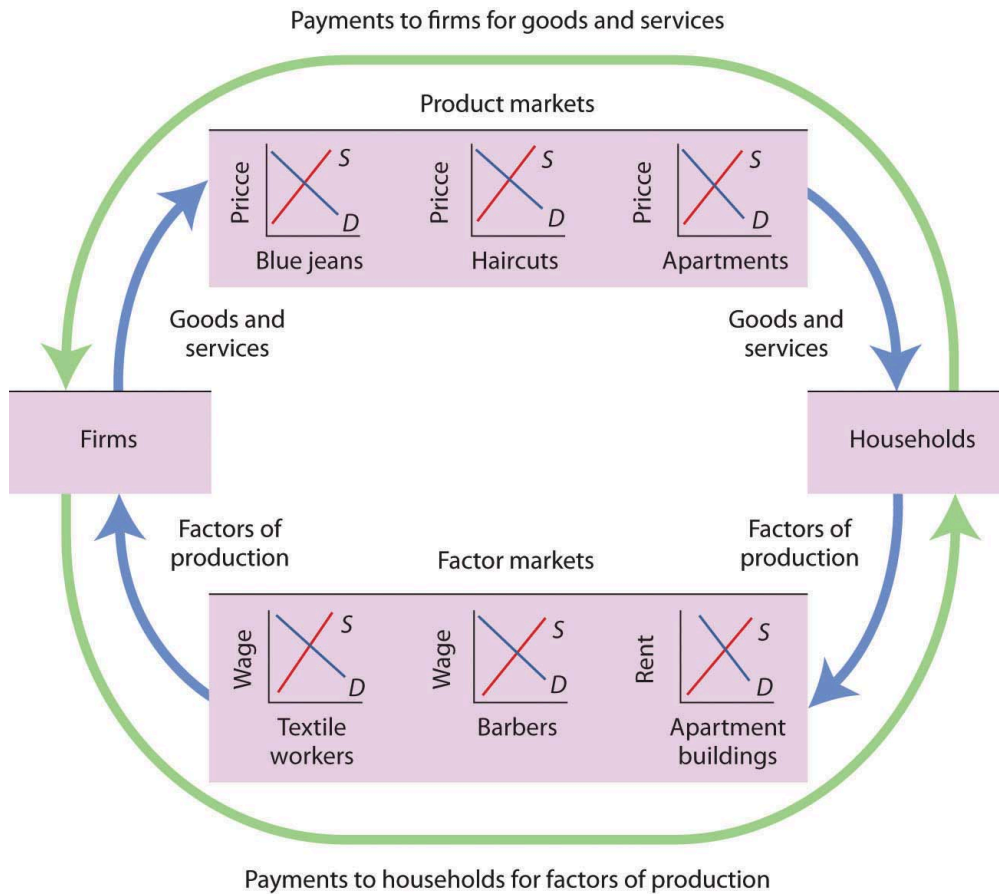 Payments to firms for goods and services
Product markets
Pricce
S
D
Blue jeans
Pricce
S
D
Haircuts
Pricce
S
D
Apartments
Goods and
services
Goods and
services
Firms
Households
Factors of
production
Factors of
production
Factor markets
Wage
S
D
Textile
workers
Wage
S
D
Barbers
Rent
S
D
Apartment
buildings
Payments to households for factors of production